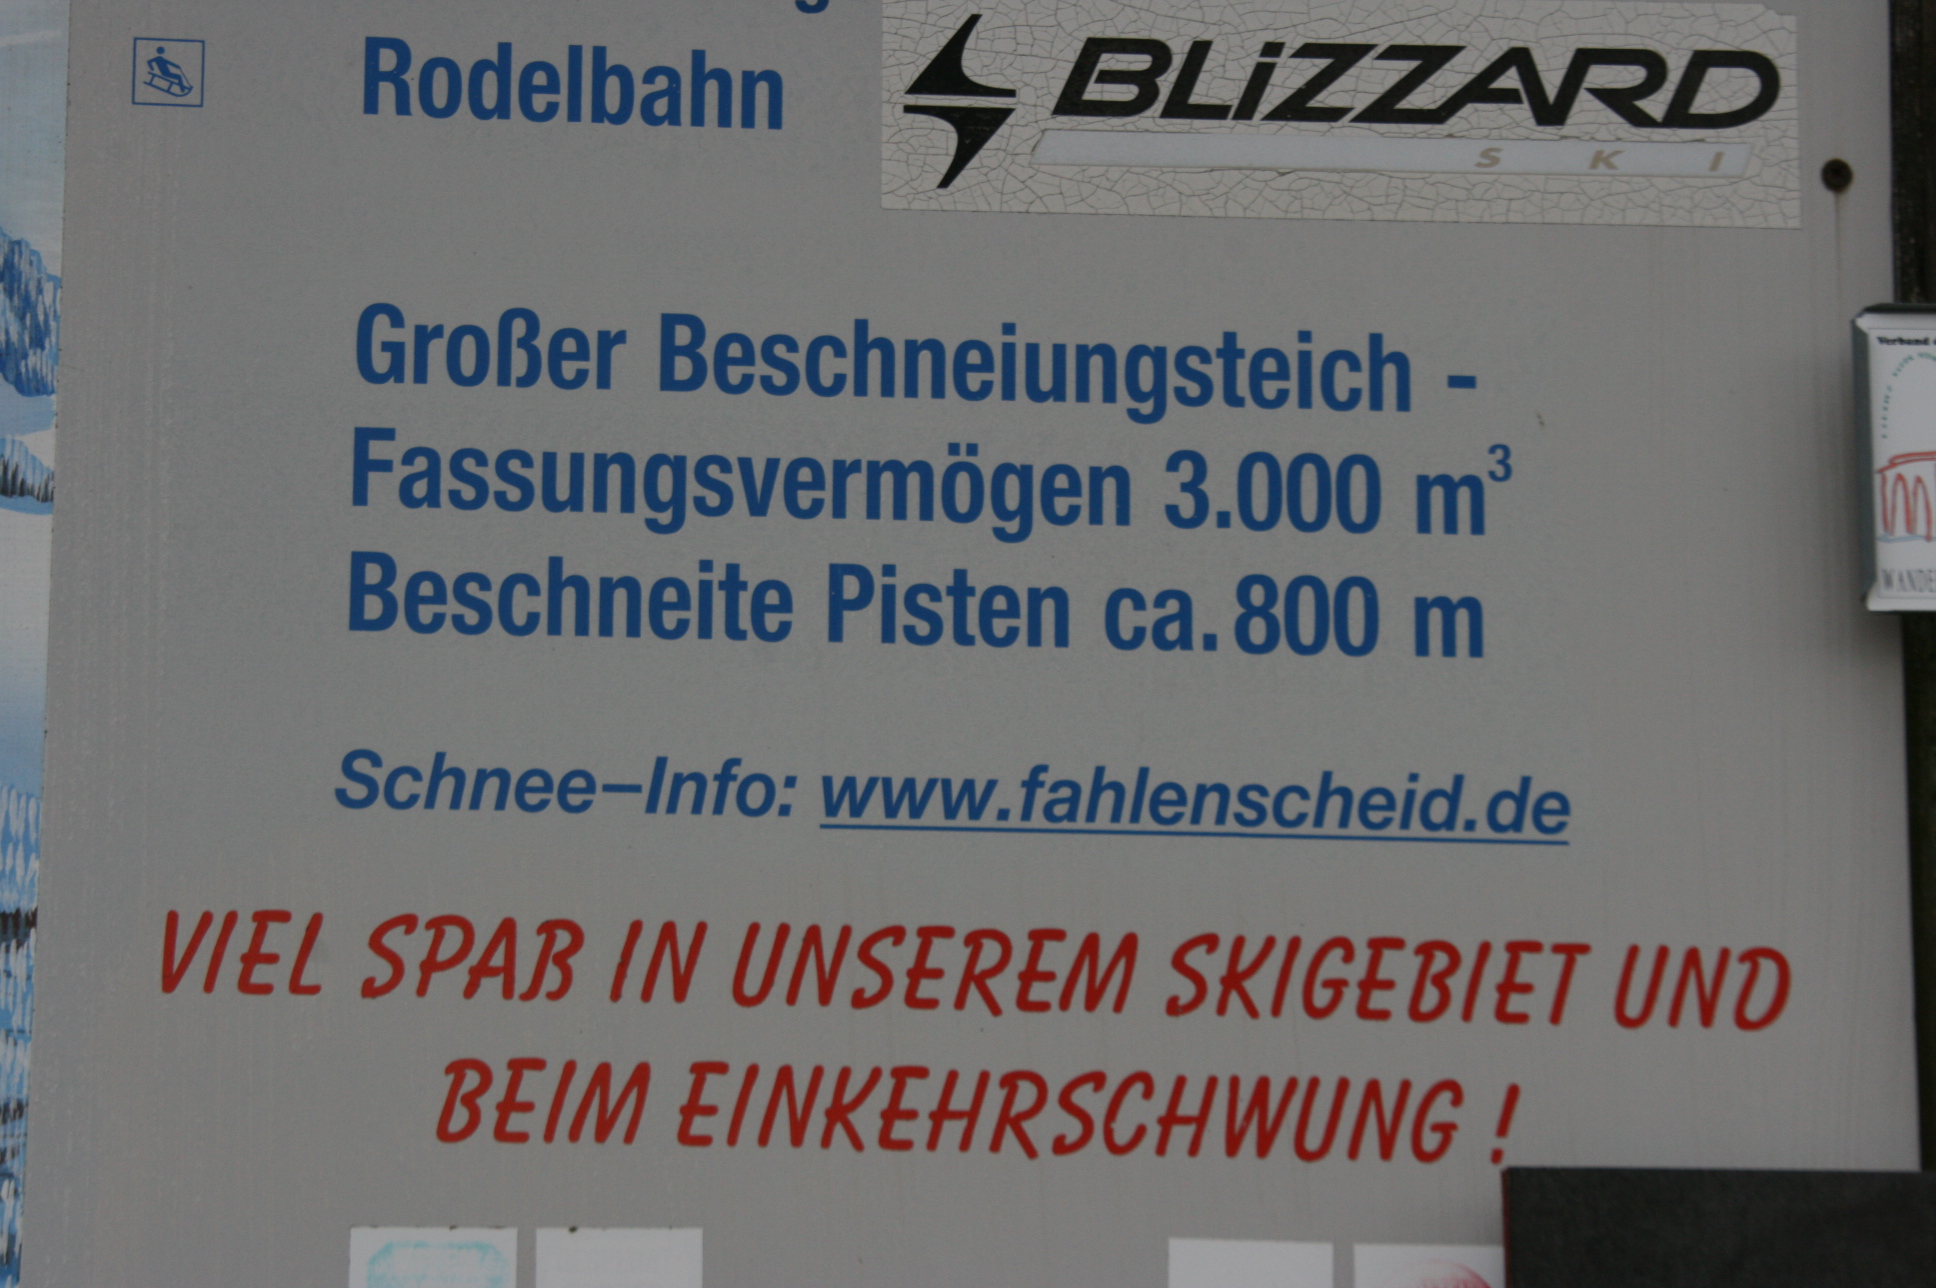 Rodelbahn
BLiZZARD
SKI
Großer Beschneiungsteich -
Fassungsvermögen 3.000 m³
Beschneite Pisten ca. 800 m
Schnee–Info: www.fahlenscheid.de
VIEL SPAß IN UNSEREM SKIGEBIET UND
BEIM EINKEHRSCHWUNG !
Verband